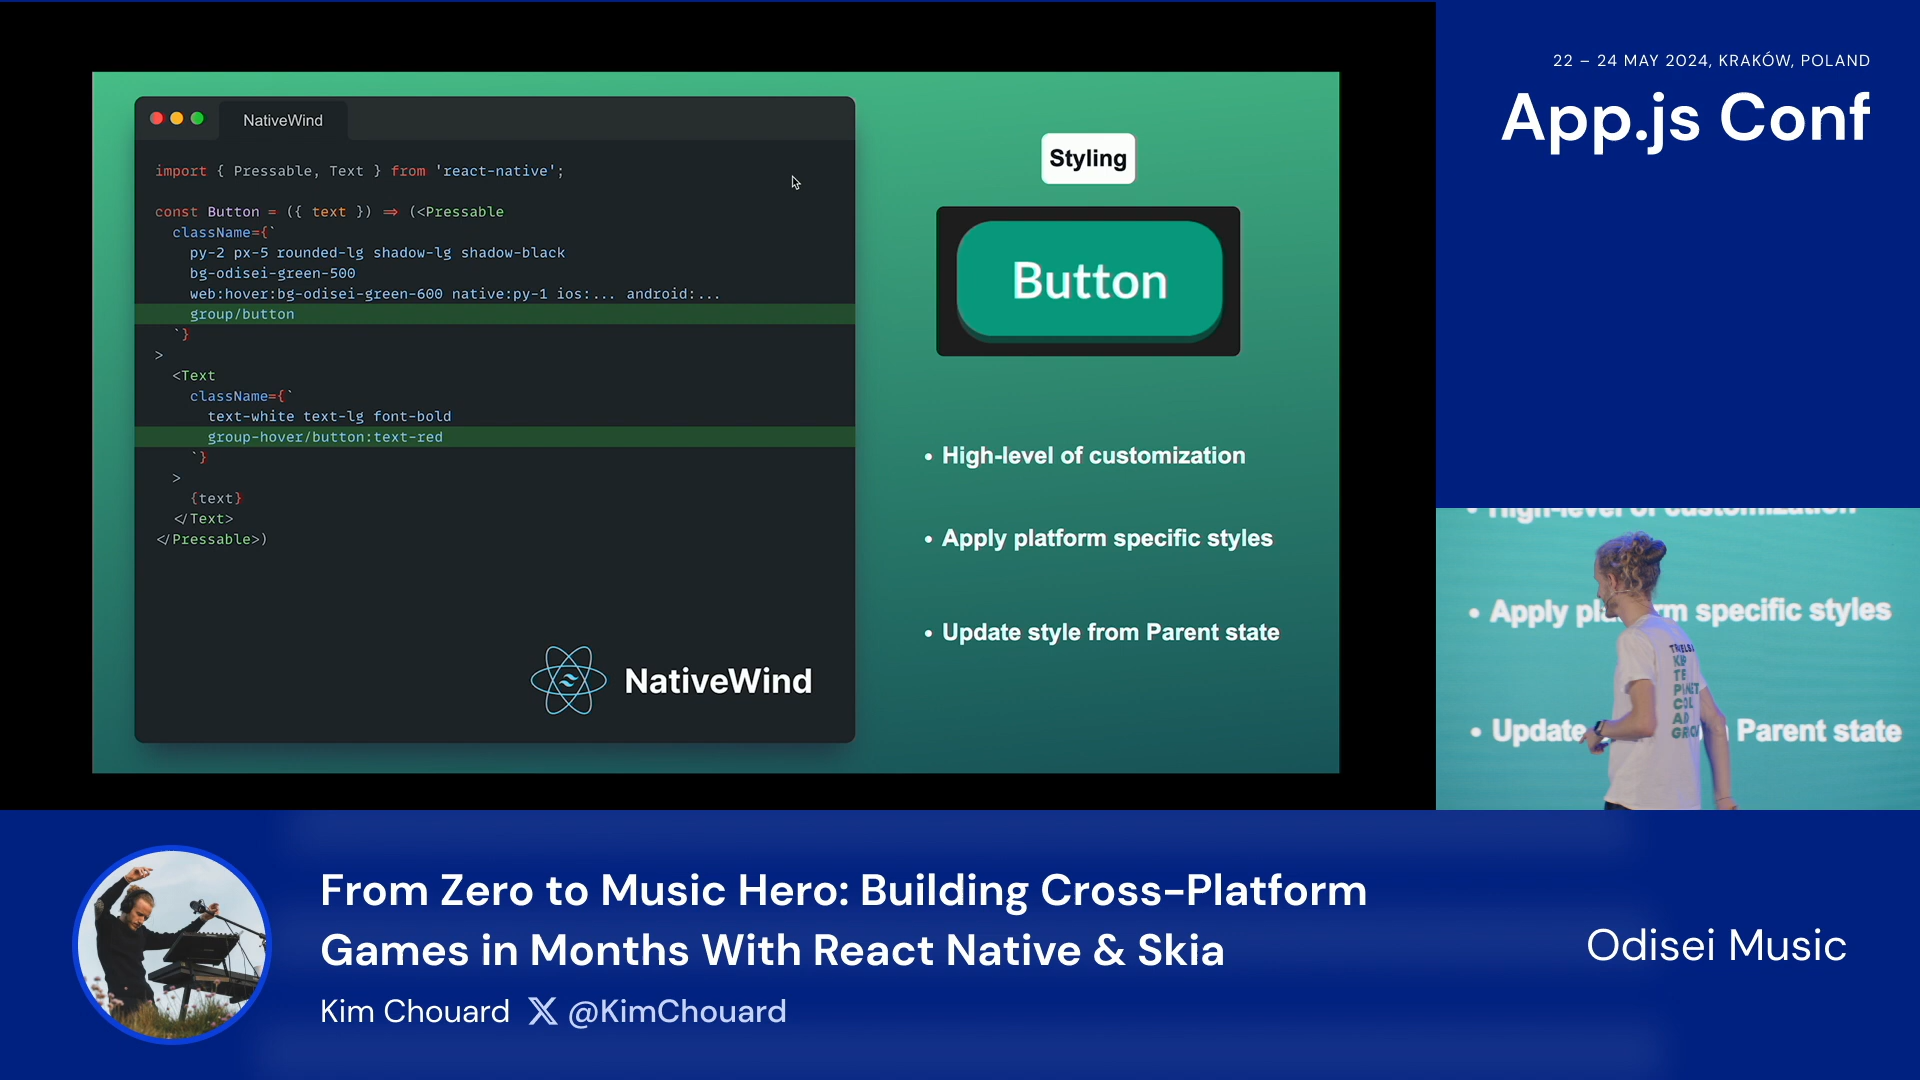 22 – 24 MAY 2024, KRAKÓW, POLAND
App.js Conf
NativeWind
import { Pressable, Text } from 'react-native';
const Button = ({ text }) => (<Pressable
className={`
py-2 px-5 rounded-lg shadow-lg shadow-black
bg-odisei-green-500
web:hover:bg-odisei-green-600 native:py-1 ios:... android:...
group/button
`}
>
<Text
className={`
text-white text-lg font-bold
group-hover/button:text-red
`}
>
{text}
</Text>
</Pressable>)
NativeWind
Styling
Button
• High-level of customization
• Apply platform specific styles
• Update style from Parent state
• High-level of customization
• Apply platform specific styles
• Update Parent state
From Zero to Music Hero: Building Cross-Platform
Games in Months With React Native & Skia
Kim Chouard X @KimChouard
Odisei Music